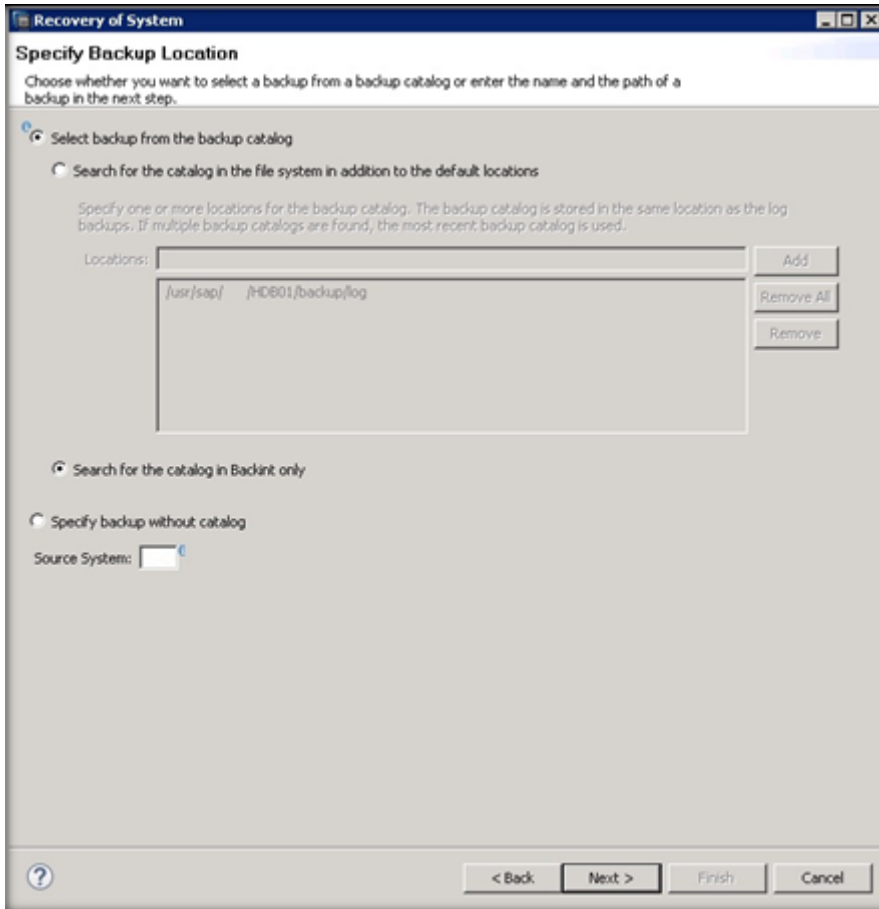 Recovery of System
Specify Backup Location
Choose whether you want to select a backup from a backup catalog or enter the name and the path of a
backup in the next step.
Select backup from the backup catalog
Search for the catalog in the file system in addition to the default locations
Specify one or more locations for the backup catalog. The backup catalog is stored in the same location as the log
backups. If multiple backup catalogs are found, the most recent backup catalog is used.
Locations:
Add
/usr/sap/ /HDB01/backup/log
Remove All
Remove
Search for the catalog in Backint only
Specify backup without catalog
Source System:
?
< Back
Next >
Finish
Cancel